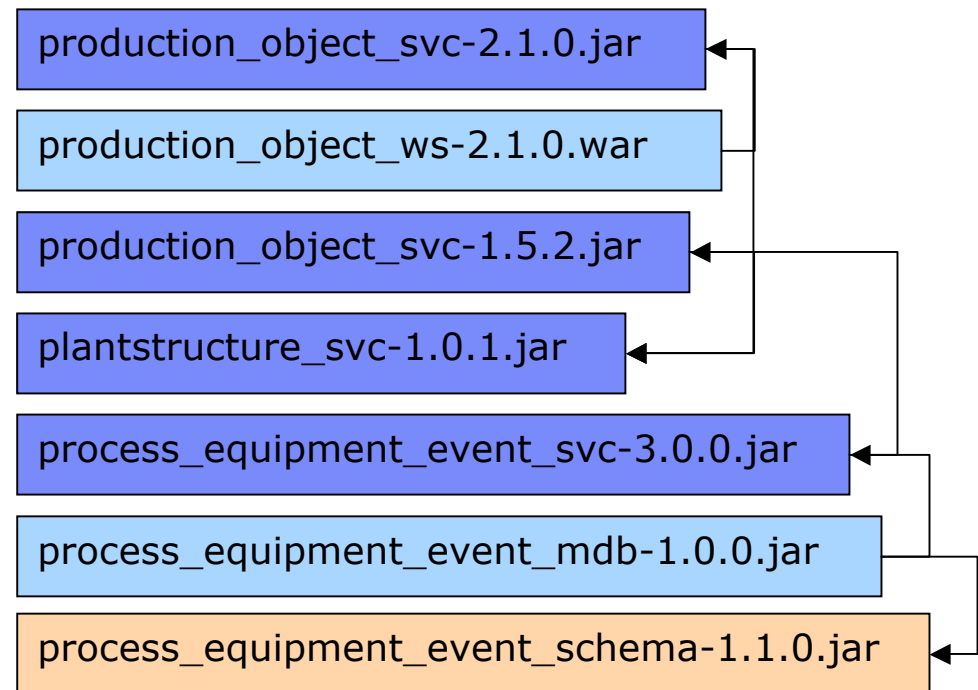 production_object_svc-2.1.0.jar
production_object_ws-2.1.0.war
production_object_svc-1.5.2.jar
plantstructure_svc-1.0.1.jar
process_equipment_event_svc-3.0.0.jar
process_equipment_event_mdb-1.0.0.jar
process_equipment_event_schema-1.1.0.jar